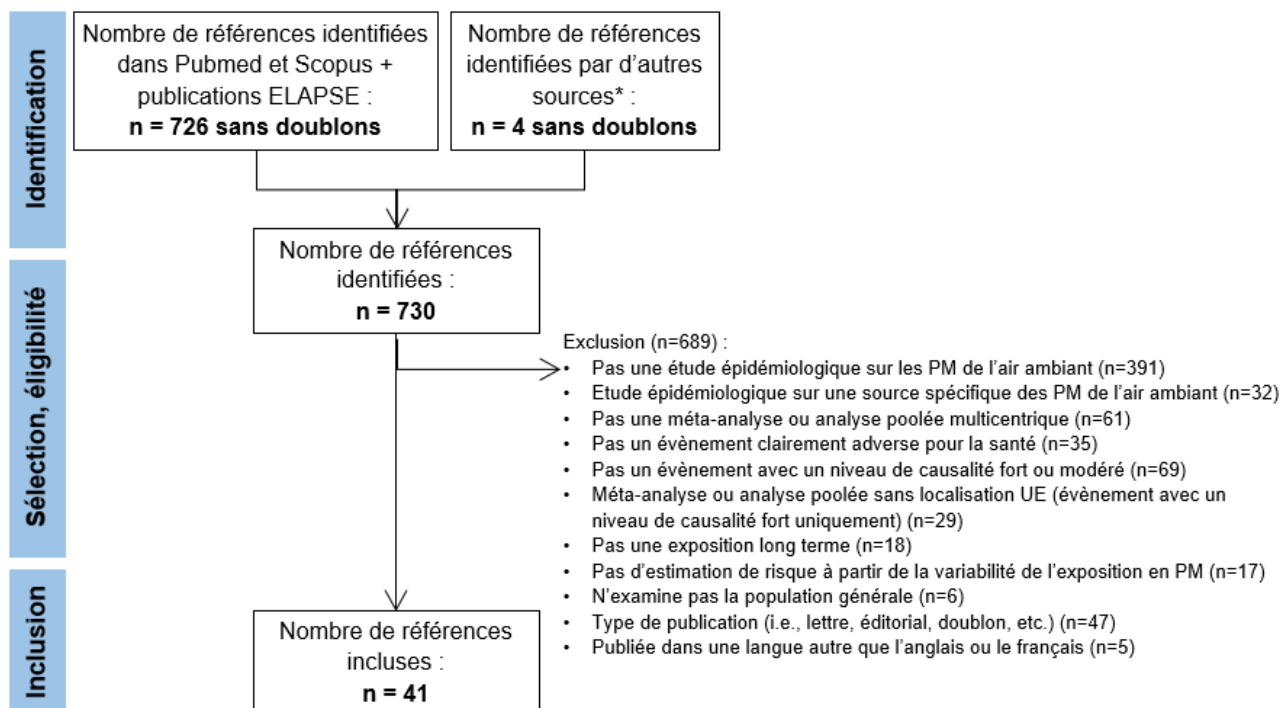 Identification
Nombre de références identifiées
dans Pubmed et Scopus +
publications ELAPSE :
n = 726 sans doublons
Nombre de références
identifiées par d’autres
sources* :
n = 4 sans doublons
Nombre de références
identifiées :
n = 730
Sélection, éligibilité
Exclusion (n=689) :
• Pas une étude épidémiologique sur les PM de l’air ambiant (n=391)
• Etude épidémiologique sur une source spécifique des PM de l’air ambiant (n=32)
• Pas une méta-analyse ou analyse poolée multicentrique (n=61)
• Pas un évènement clairement adverse pour la santé (n=35)
• Pas un évènement avec un niveau de causalité fort ou modéré (n=69)
• Méta-analyse ou analyse poolée sans localisation UE (évènement avec un
niveau de causalité fort uniquement) (n=29)
• Pas une exposition long terme (n=18)
• Pas d’estimation de risque à partir de la variabilité de l’exposition en PM (n=17)
• N’examine pas la population générale (n=6)
• Type de publication (i.e., lettre, éditorial, doublon, etc.) (n=47)
• Publiée dans une langue autre que l’anglais ou le français (n=5)
Inclusion
Nombre de références
incluses :
n = 41